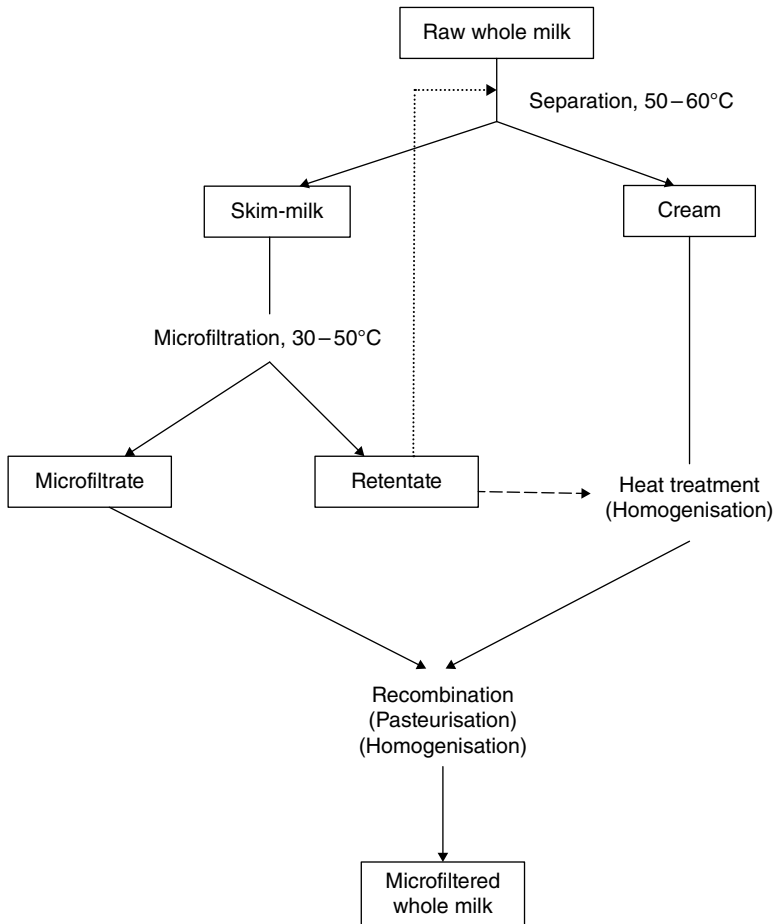 Raw whole milk
Separation, 50–60°C
Skim-milk
Cream
Microfiltration, 30–50°C
Microfiltrate
Retentate
Heat treatment
(Homogenisation)
Recombination
(Pasteurisation)
(Homogenisation)
Microfiltered
whole milk